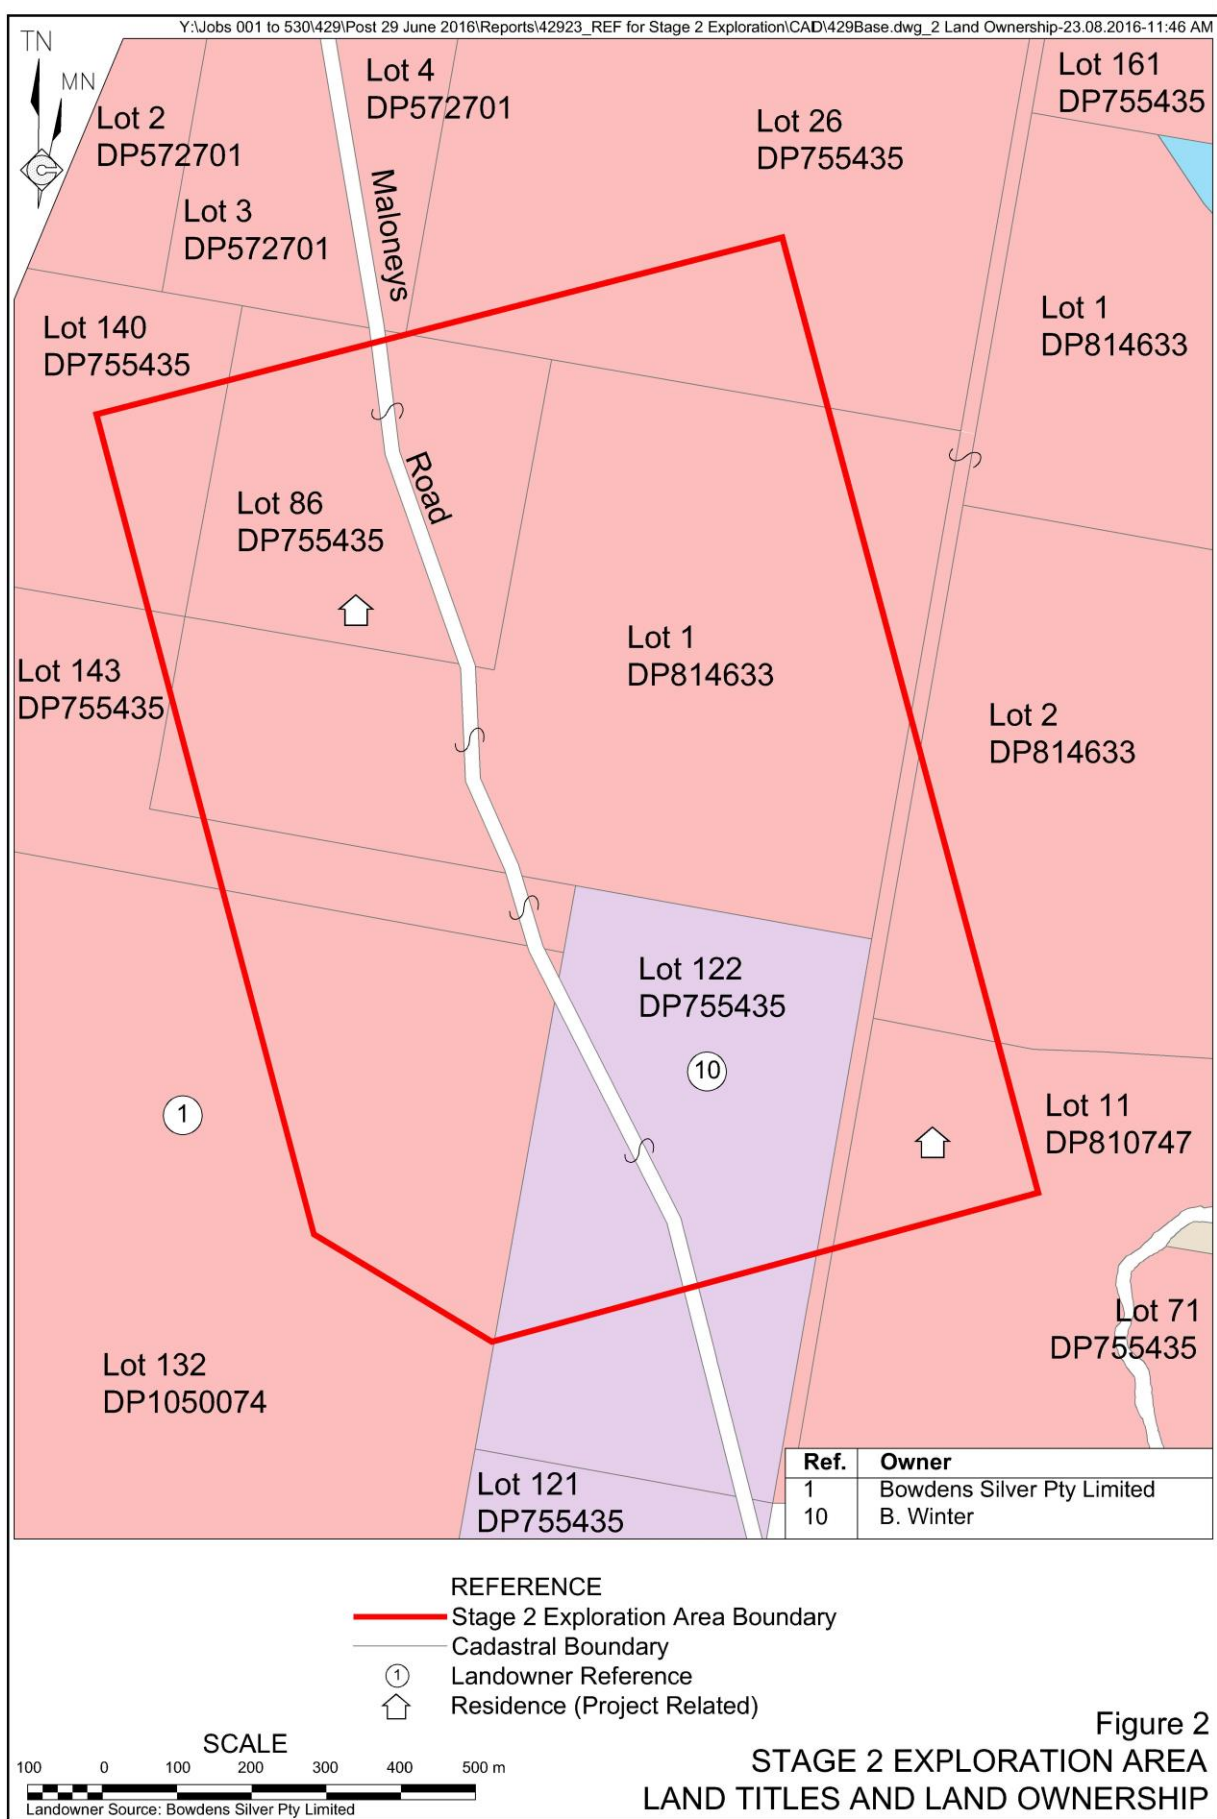 Y:\Jobs 001 to 530\429\Post 29 June 2016\Reports\42923_REF for Stage 2 Exploration\CAD\429Base.dwg_2 Land Ownership-23.08.2016-11:46 AM
TN
MN
Lot 2
DP572701
Lot 3
DP572701
Lot 4
DP572701
Maloneys
Lot 26
DP755435
Lot 161
DP755435
Lot 140
DP755435
Lot 1
DP814633
Road
Lot 86
DP755435
Lot 1
DP814633
Lot 143
DP755435
Lot 2
DP814633
Lot 122
DP755435
10
1
Lot 11
DP810747
Lot 71
DP755435
Lot 132
DP1050074
Lot 121
DP755435
Ref. Owner
1 Bowdens Silver Pty Limited
10 B. Winter
REFERENCE
Stage 2 Exploration Area Boundary
Cadastral Boundary
1 Landowner Reference
Residence (Project Related)
SCALE
100 0 100 200 300 400 500 m
Landowner Source: Bowdens Silver Pty Limited
Figure 2
STAGE 2 EXPLORATION AREA
LAND TITLES AND LAND OWNERSHIP